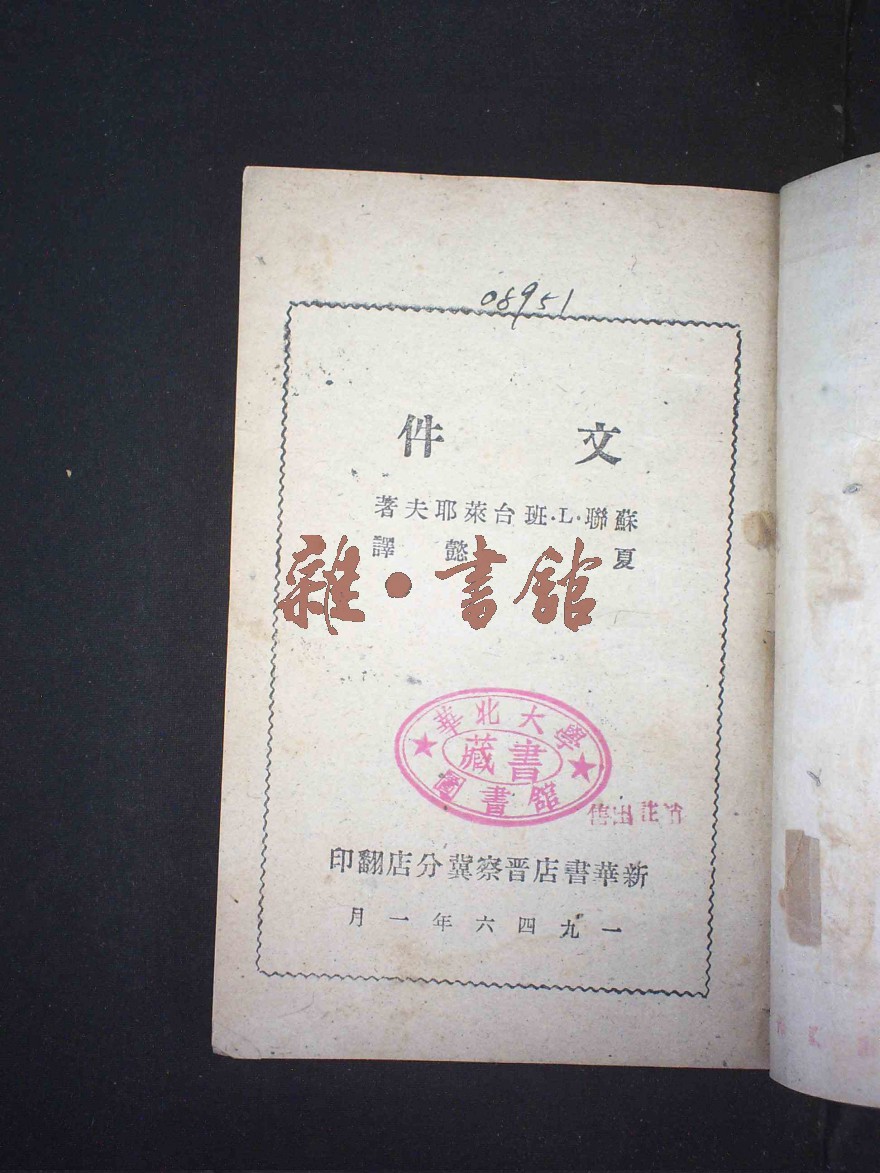 08951
文件
蘇聯·L·班台萊耶夫著
夏懿譯
雜·書館
華北大學
藏書
圖書館
新華書店晋察冀分店翻印
一九四六年一月